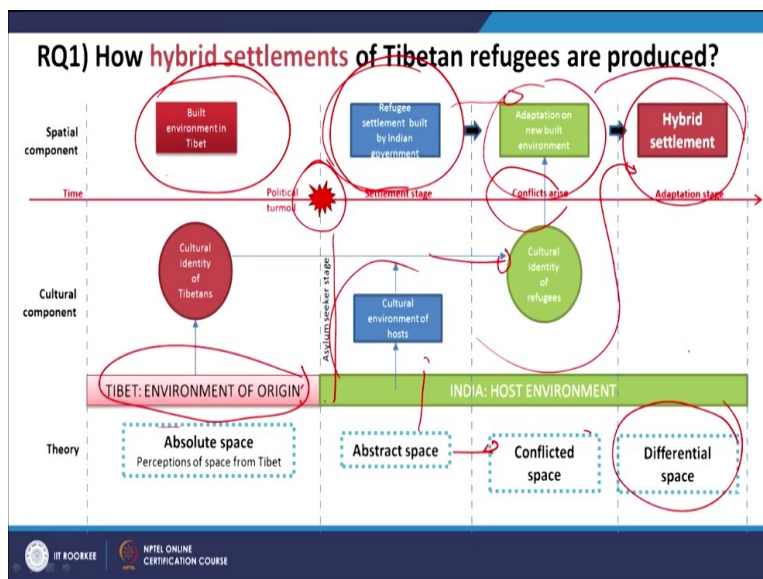 RQ1) How hybrid settlements of Tibetan refugees are produced?
Spatial
component
Built
environment in
Tibet
Refugee
settlement built
by Indian
government
Adaptation on
new built
environment
Hybrid
settlement
Time
Political
turmoil
Settlement stage
Conflicts arise
Adaptation stage
Cultural
component
Cultural
identity
of
Tibetans
Asylum seeker stage
Cultural
environment of
hosts
Cultural
identity
of
refugees
TIBET: ENVIRONMENT OF ORIGIN
INDIA: HOST ENVIRONMENT
Theory
Absolute space
Perceptions of space from Tibet
Abstract space
Conflicted
space
Differential
space
IIT ROORKEE
NPTEL ONLINE
CERTIFICATION COURSE